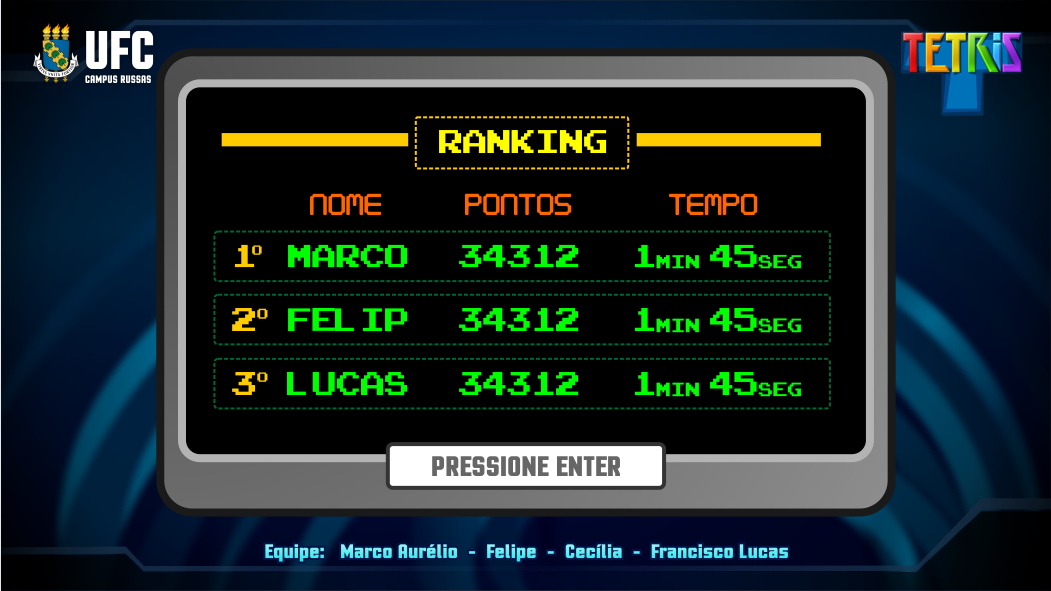 UFC
CAMPUS RUSSAS
TETRiS
RANKING
NOME PONTOS TEMPO
1º MARCO 34312 1MIN 45SEG
2º FELIP 34312 1MIN 45SEG
3º LUCAS 34312 1MIN 45SEG
PRESSIONE ENTER
Equipe: Marco Aurélio - Felipe - Cecília - Francisco Lucas